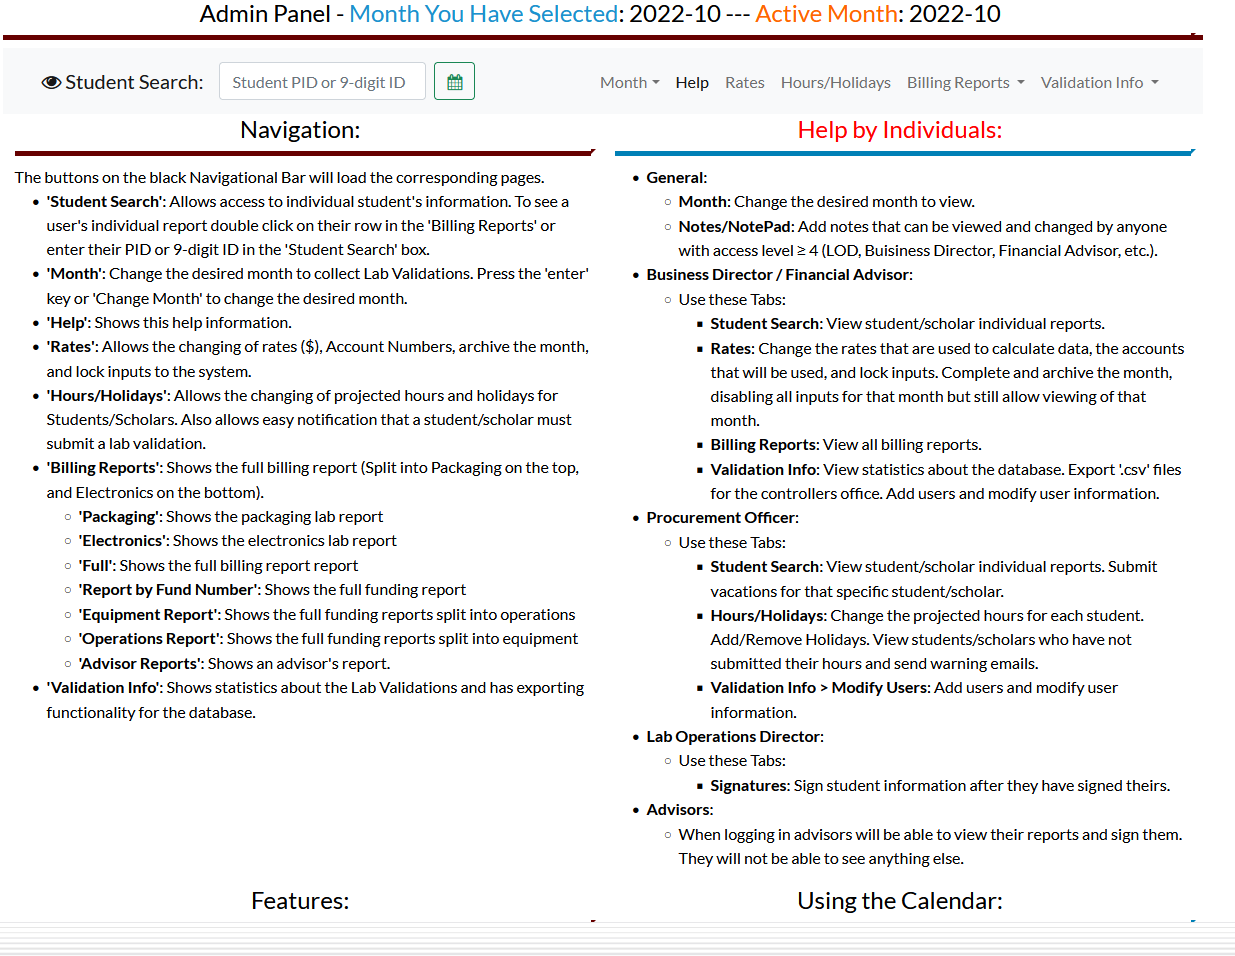 Admin Panel - Month You Have Selected: 2022-10 --- Active Month: 2022-10
Student Search: Student PID or 9-digit ID Month Help Rates Hours/Holidays Billing Reports Validation Info
Navigation:
The buttons on the black Navigational Bar will load the corresponding pages.
• 'Student Search': Allows access to individual student's information. To see a
user's individual report double click on their row in the 'Billing Reports' or
enter their PID or 9-digit ID in the 'Student Search' box.
• 'Month': Change the desired month to collect Lab Validations. Press the 'enter'
key or 'Change Month' to change the desired month.
• 'Help': Shows this help information.
• 'Rates': Allows the changing of rates ($), Account Numbers, archive the month,
and lock inputs to the system.
• 'Hours/Holidays': Allows the changing of projected hours and holidays for
Students/Scholars. Also allows easy notification that a student/scholar must
submit a lab validation.
• 'Billing Reports': Shows the full billing report (Split into Packaging on the top,
and Electronics on the bottom).
○ 'Packaging': Shows the packaging lab report
○ 'Electronics': Shows the electronics lab report
○ 'Full': Shows the full billing report report
○ 'Report by Fund Number': Shows the full funding report
○ 'Equipment Report': Shows the full funding reports split into operations
○ 'Operations Report': Shows the full funding reports split into equipment
○ 'Advisor Reports': Shows an advisor's report.
• 'Validation Info': Shows statistics about the Lab Validations and has exporting
functionality for the database.
Help by Individuals:
• General:
○ Month: Change the desired month to view.
○ Notes/NotePad: Add notes that can be viewed and changed by anyone
with access level ≥ 4 (LOD, Buisiness Director, Financial Advisor, etc.).
• Business Director / Financial Advisor:
○ Use these Tabs:
▪ Student Search: View student/scholar individual reports.
▪ Rates: Change the rates that are used to calculate data, the accounts
that will be used, and lock inputs. Complete and archive the month,
disabling all inputs for that month but still allow viewing of that
month.
▪ Billing Reports: View all billing reports.
▪ Validation Info: View statistics about the database. Export '.csv' files
for the controllers office. Add users and modify user information.
• Procurement Officer:
○ Use these Tabs:
▪ Student Search: View student/scholar individual reports. Submit
vacations for that specific student/scholar.
▪ Hours/Holidays: Change the projected hours for each student.
Add/Remove Holidays. View students/scholars who have not
submitted their hours and send warning emails.
▪ Validation Info > Modify Users: Add users and modify user
information.
• Lab Operations Director:
○ Use these Tabs:
▪ Signatures: Sign student information after they have signed theirs.
• Advisors:
○ When logging in advisors will be able to view their reports and sign them.
They will not be able to see anything else.
Features:
Using the Calendar: